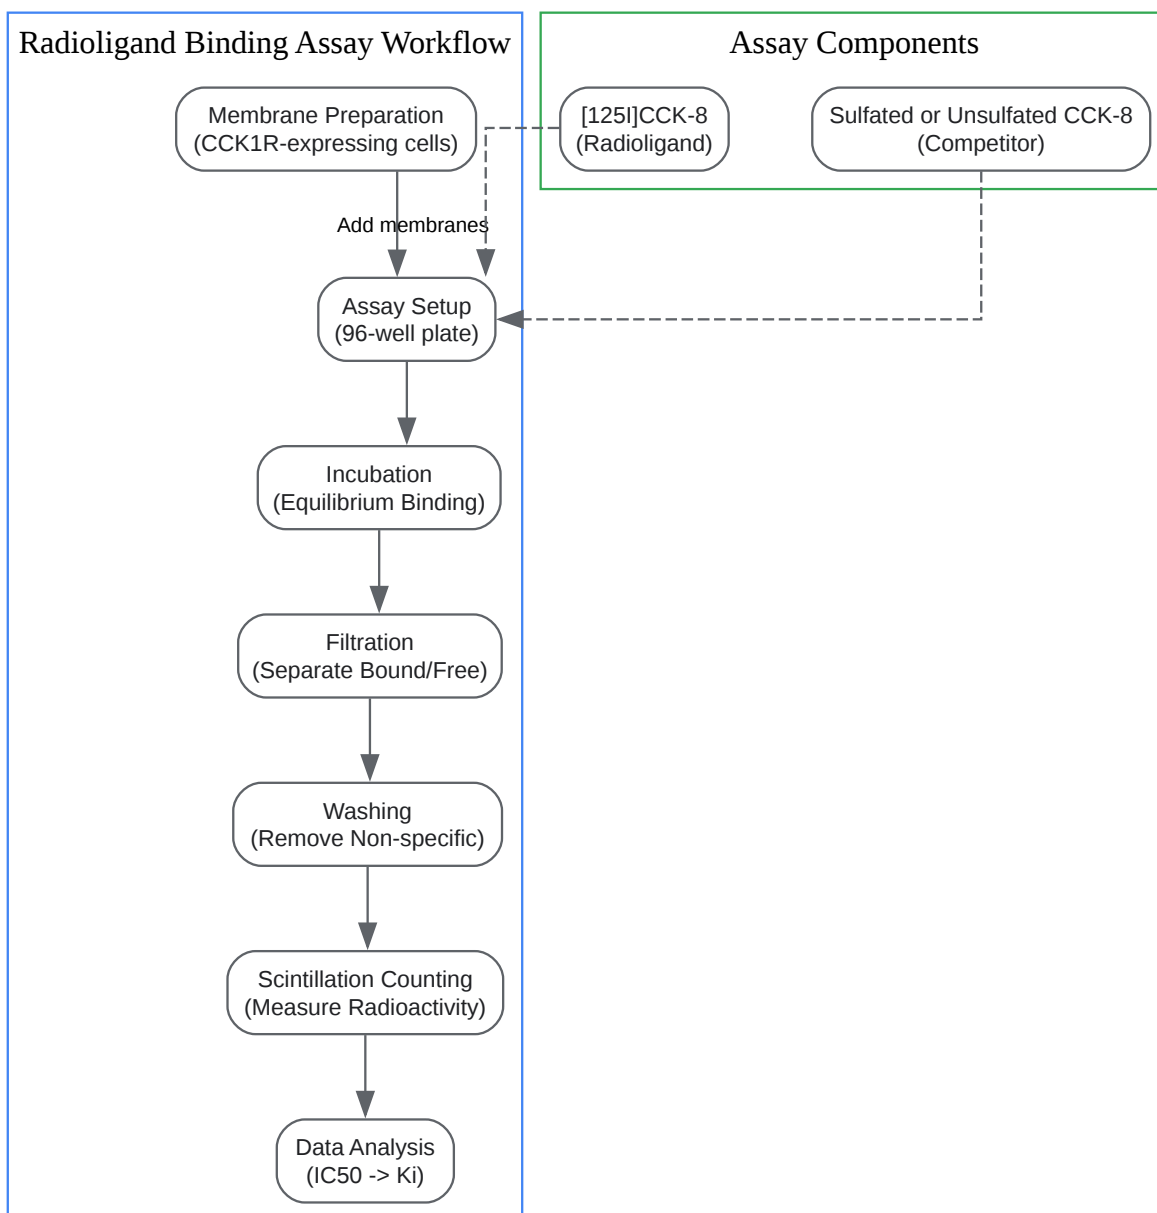 Radioligand Binding Assay Workflow
Assay Components
Membrane Preparation
(CCK1R-expressing cells)
[125I]CCK-8
(Radioligand)
Sulfated or Unsulfated CCK-8
(Competitor)
Add membranes
Assay Setup
(96-well plate)
Incubation
(Equilibrium Binding)
Filtration
(Separate Bound/Free)
Washing
(Remove Non-specific)
Scintillation Counting
(Measure Radioactivity)
Data Analysis
(IC50 -> Ki)